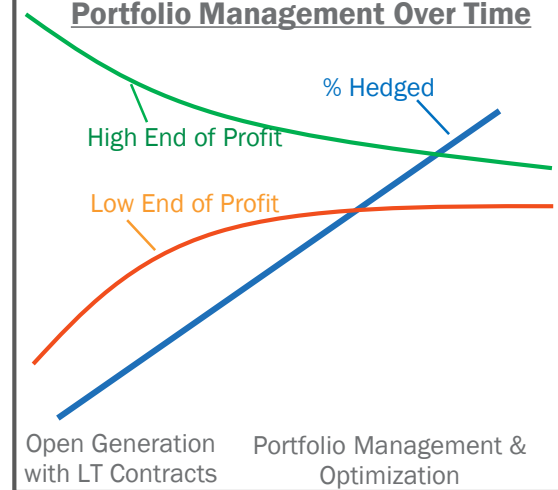 Portfolio Management Over Time
% Hedged
High End of Profit
Low End of Profit
Open Generation
with LT Contracts
Portfolio Management &
Optimization